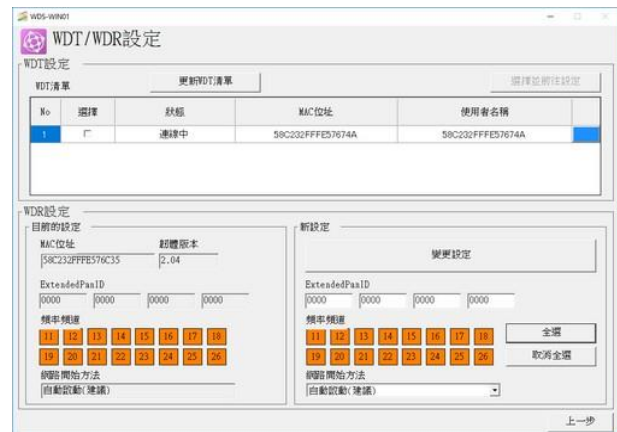 WDS-WIN01
WDT/WDR設定
WDT設定
WDT清單 更新WDT清單 選擇並前往設定
No 選擇 狀態 MAC位址 使用者名稱
1 連線中 58C232FFFE57674A 58C232FFFE57674A
WDR設定
目前的設定
MAC位址 韌體版本
58C232FFFE576C35 2.04
ExtendedPanID
0000 0000 0000 0000
頻率頻道
11 12 13 14 15 16 17 18
19 20 21 22 23 24 25 26
網路開始方法
自動啟動(建議)
新設定
變更設定
ExtendedPanID
0000 0000 0000 0000
頻率頻道
11 12 13 14 15 16 17 18 全選
19 20 21 22 23 24 25 26 取消全選
網路開始方法
自動啟動(建議)
上一步